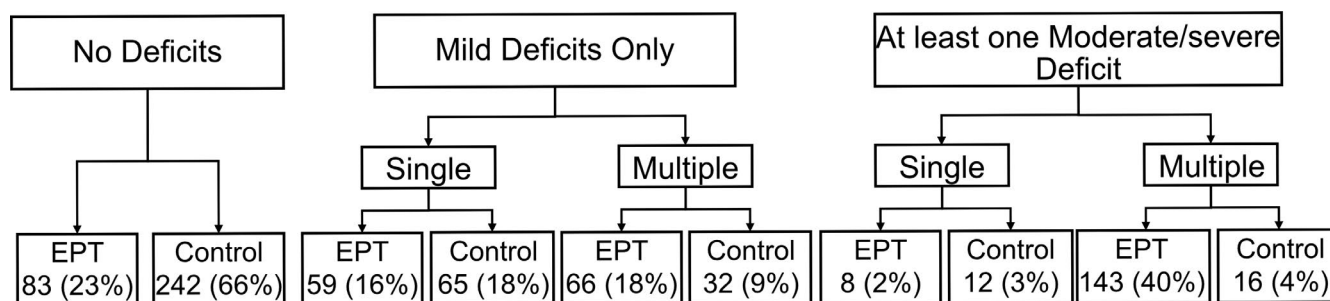 No Deficits
Mild Deficits Only
At least one Moderate/severe
Deficit
Single
Multiple
Single
Multiple
EPT
83 (23%)
Control
242 (66%)
EPT
59 (16%)
Control
65 (18%)
EPT
66 (18%)
Control
32 (9%)
EPT
8 (2%)
Control
12 (3%)
EPT
143 (40%)
Control
16 (4%)